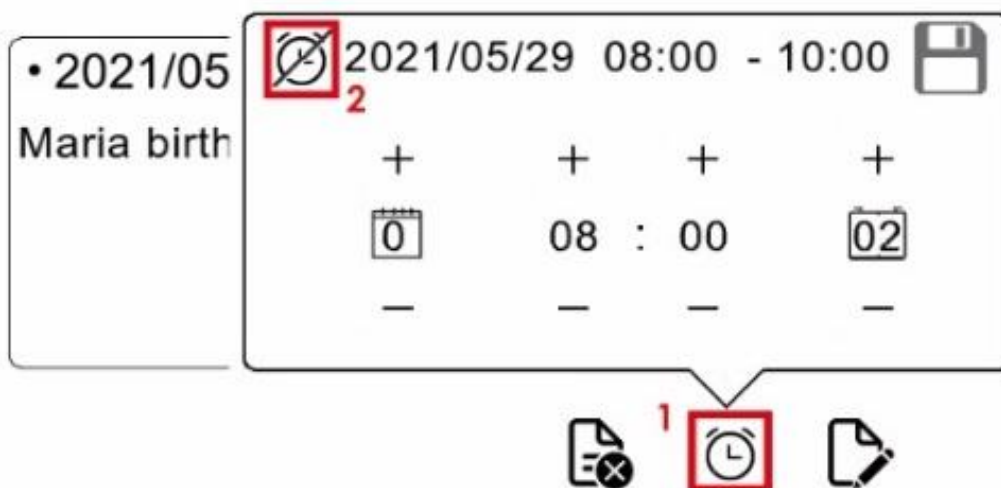 • 2021/05
Maria birth
2021/05/29 08:00 - 10:00
2
+ + + +
0 08 : 00 02
— — — —
1